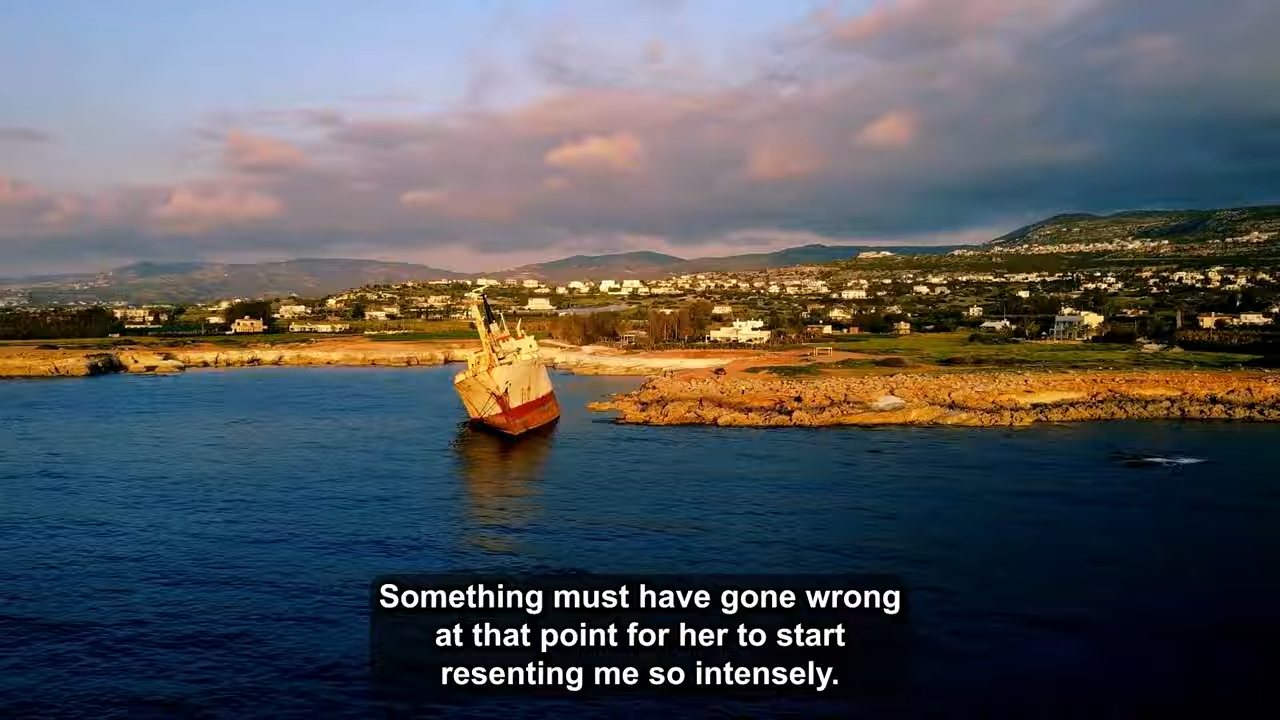 Something must have gone wrong
at that point for her to start
resenting me so intensely.